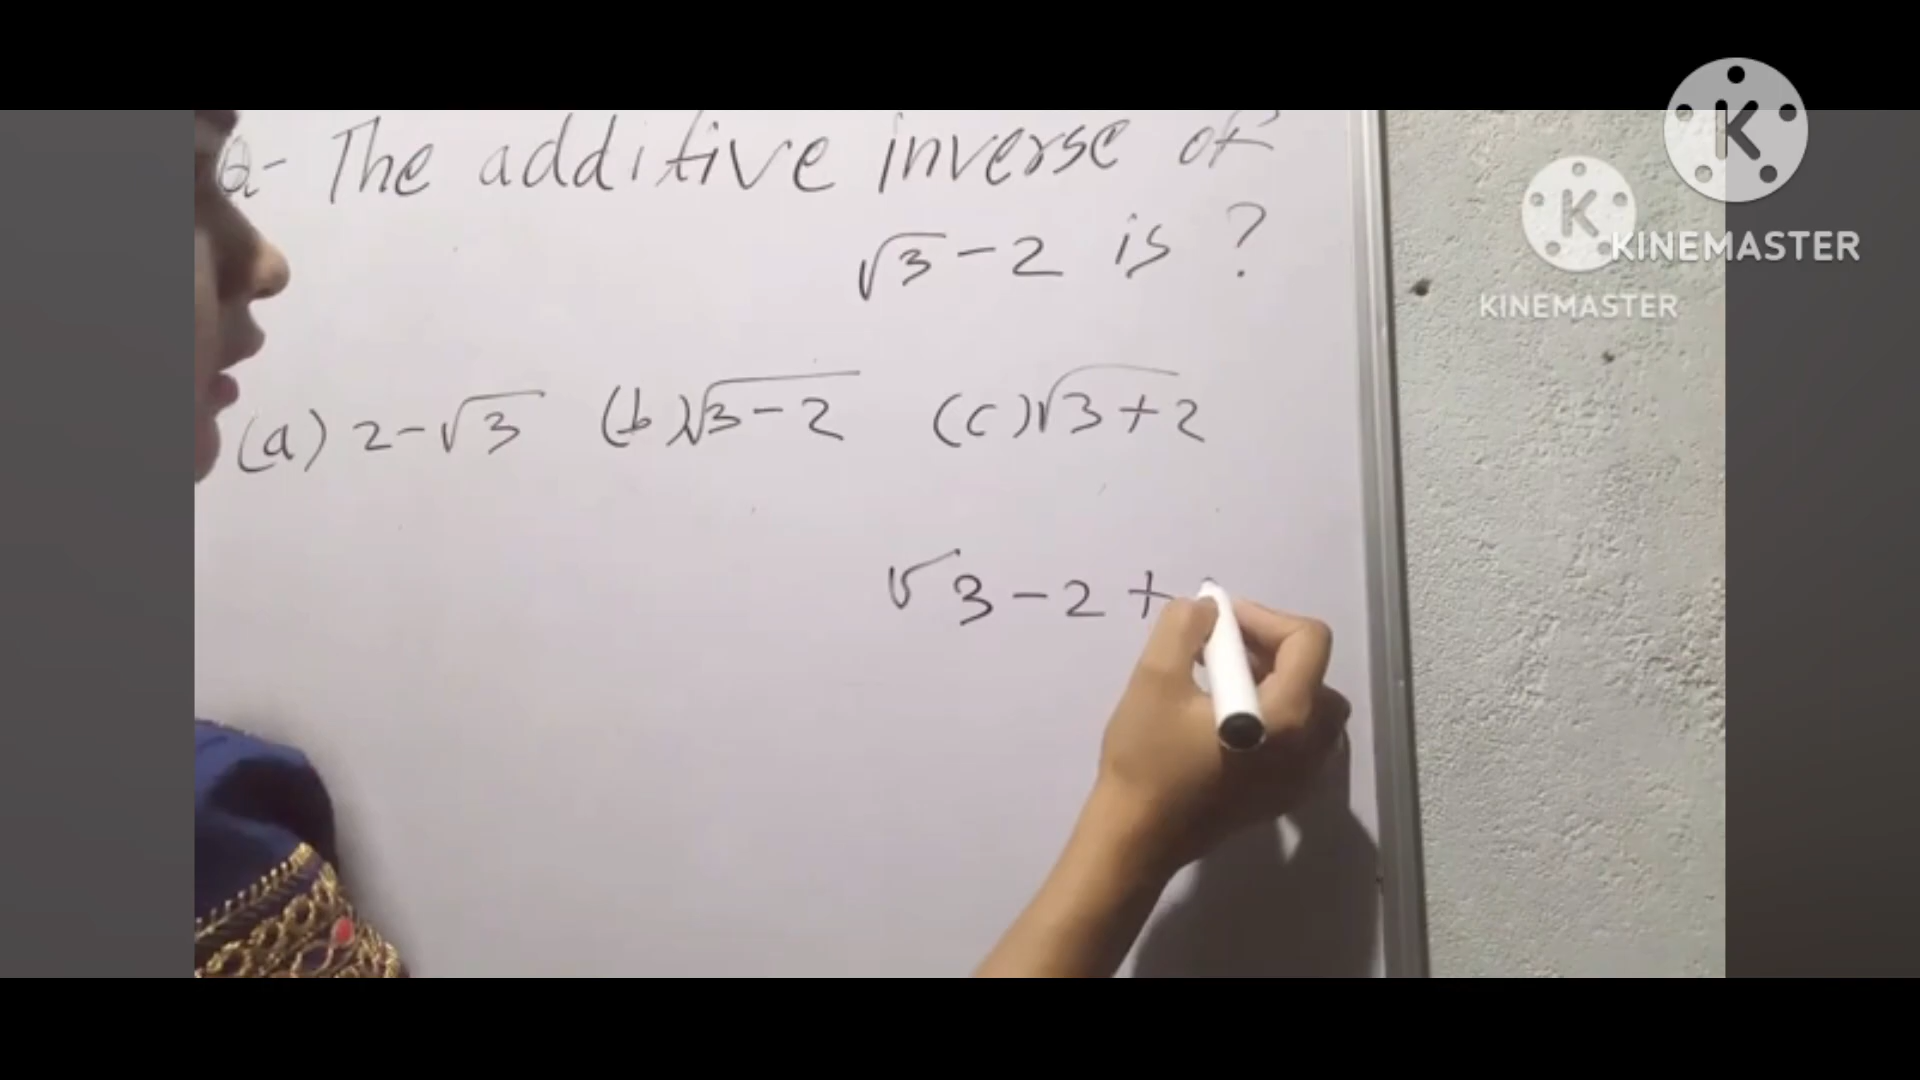 Q- The additive inverse of
√3 - 2 is ?
(a) 2-√3 (b) √3-2 (c) √3+2
√3-2+
K
KINEMASTER
K
KINEMASTER